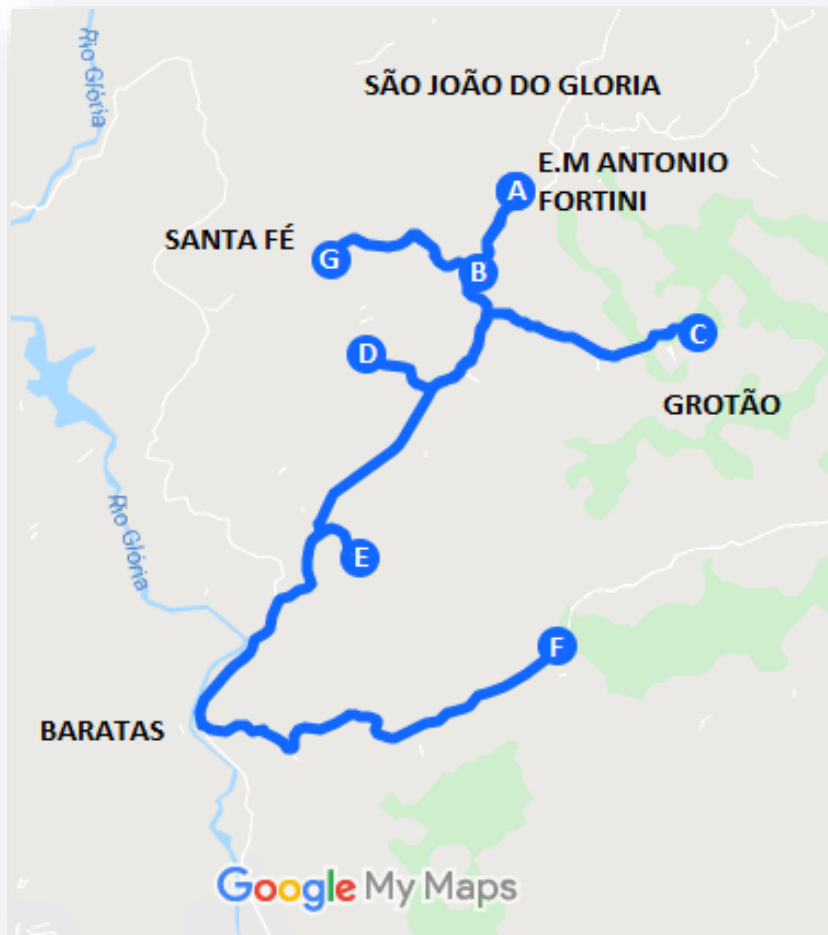 Rio Glória
SÃO JOÃO DO GLORIA
E.M ANTONIO
FORTINI
A
SANTA FÉ
G
B
C
D
GROTÃO
Rio Glória
E
F
BARATAS
Google My Maps